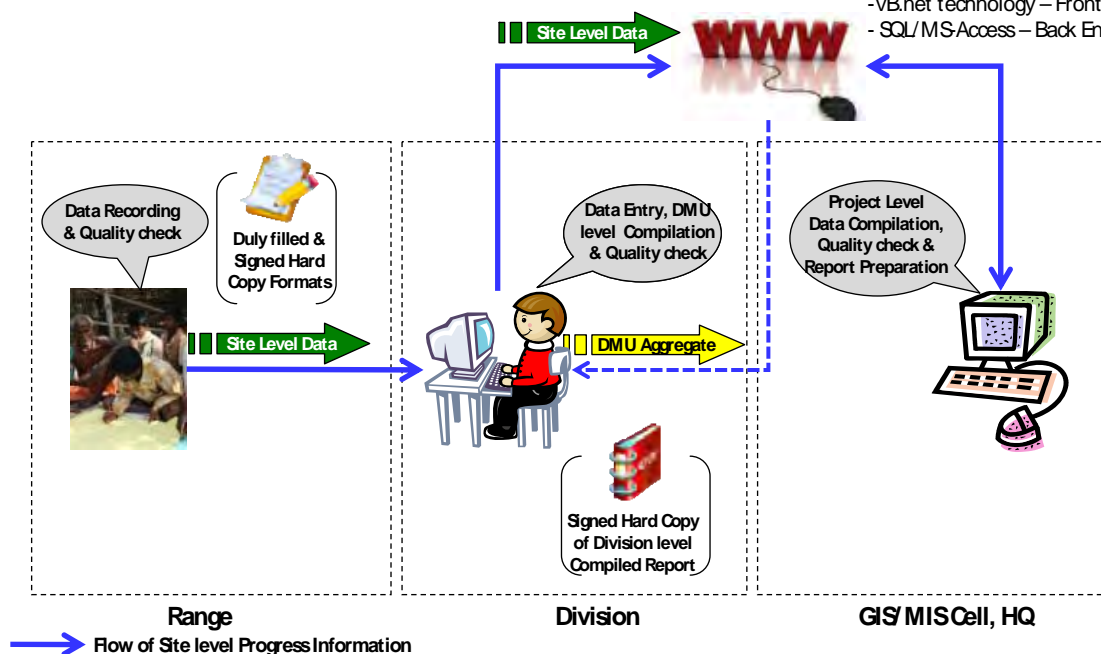 -VB.net technology – Front
- SQL/ MS-Access – Back En
Site Level Data
WWW
Data Recording
& Quality check
Duly filled &
Signed Hard
Copy Formats
Data Entry, DMU
level Compilation
& Quality check
Project Level
Data Compilation,
Quality check &
Report Preparation
Site Level Data
DMU Aggregate
Signed Hard Copy
of Division level
Compiled Report
Range
Division
GIS/ MIS Cell, HQ
Flow of Site level Progress Information